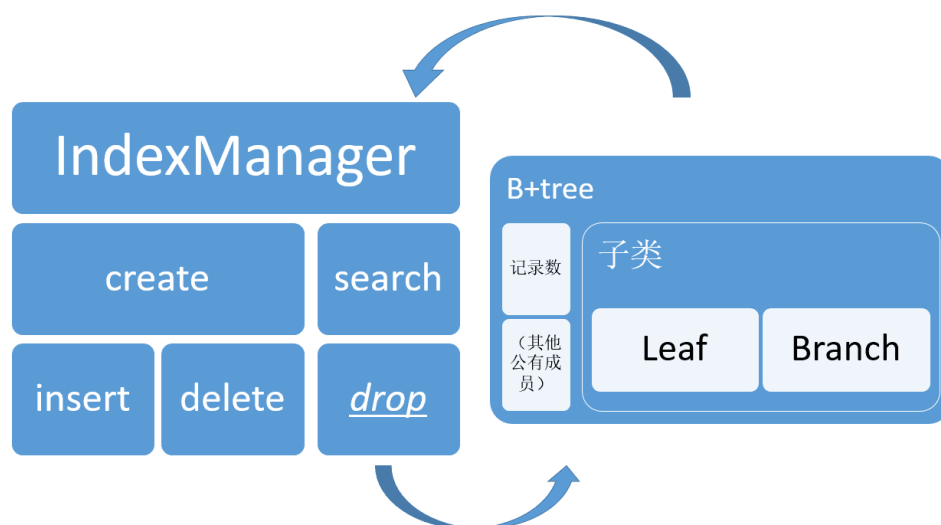 IndexManager
create
search
insert
delete
drop
B+tree
记录数
（其他
公有成
员）
子类
Leaf
Branch